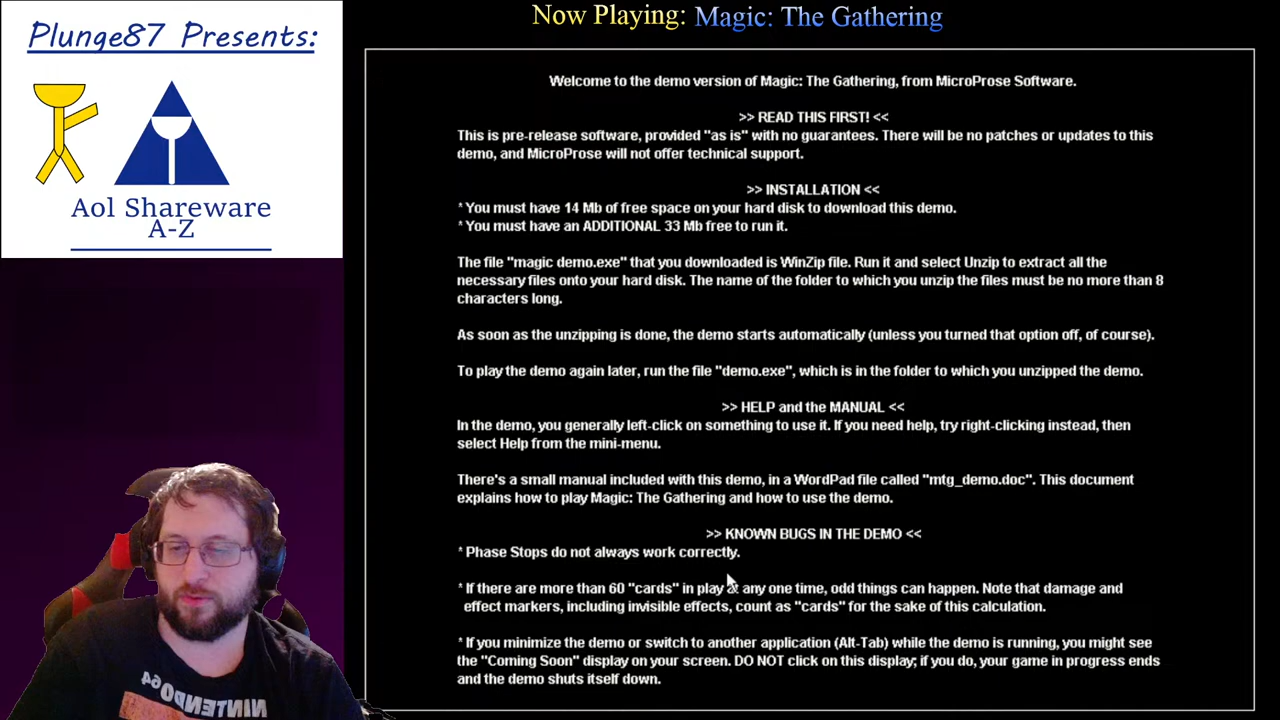 Plunge87 Presents:
Aol Shareware
A-Z
Now Playing: Magic: The Gathering
Welcome to the demo version of Magic: The Gathering, from MicroProse Software.
>> READ THIS FIRST! <<
This is pre-release software, provided "as is" with no guarantees. There will be no patches or updates to this
demo, and MicroProse will not offer technical support.
>> INSTALLATION <<
* You must have 14 Mb of free space on your hard disk to download this demo.
* You must have an ADDITIONAL 33 Mb free to run it.
The file "magic demo.exe" that you downloaded is WinZip file. Run it and select Unzip to extract all the
necessary files onto your hard disk. The name of the folder to which you unzip the files must be no more than 8
characters long.
As soon as the unzipping is done, the demo starts automatically (unless you turned that option off, of course).
To play the demo again later, run the file "demo.exe", which is in the folder to which you unzipped the demo.
>> HELP and the MANUAL <<
In the demo, you generally left-click on something to use it. If you need help, try right-clicking instead, then
select Help from the mini-menu.
There's a small manual included with this demo, in a WordPad file called "mtg_demo.doc". This document
explains how to play Magic: The Gathering and how to use the demo.
>> KNOWN BUGS IN THE DEMO <<
* Phase Stops do not always work correctly.
* If there are more than 60 "cards" in play at any one time, odd things can happen. Note that damage and
effect markers, including invisible effects, count as "cards" for the sake of this calculation.
* If you minimize the demo or switch to another application (Alt-Tab) while the demo is running, you might see
the "Coming Soon" display on your screen. DO NOT click on this display; if you do, your game in progress ends
and the demo shuts itself down.
NINTENDO64